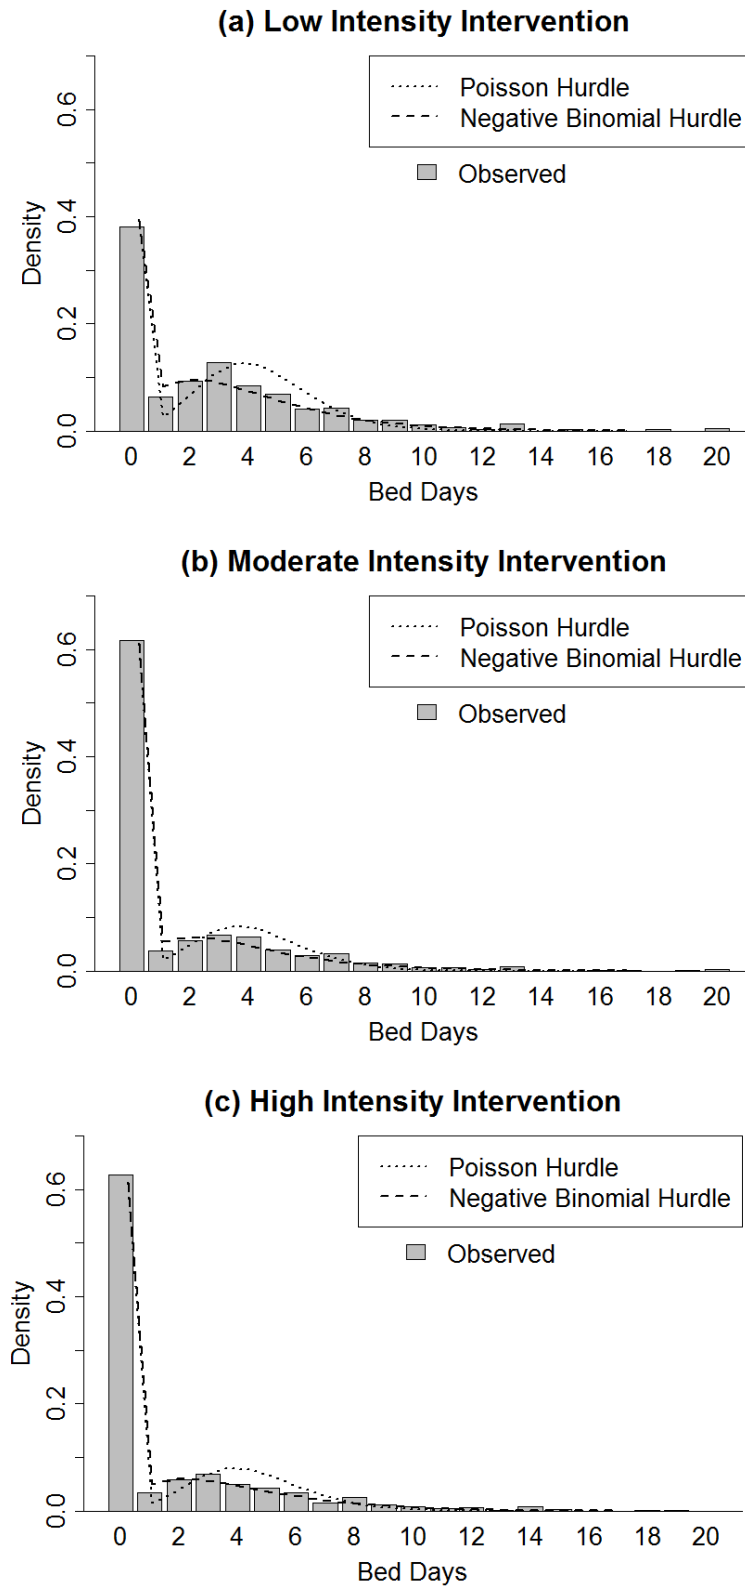 (a) Low Intensity Intervention
Poisson Hurdle
Negative Binomial Hurdle
Observed
Density
0.0 0.2 0.4 0.6
0 2 4 6 8 10 12 14 16 18 20
Bed Days
(b) Moderate Intensity Intervention
Poisson Hurdle
Negative Binomial Hurdle
Observed
Density
0.0 0.2 0.4 0.6
0 2 4 6 8 10 12 14 16 18 20
Bed Days
(c) High Intensity Intervention
Poisson Hurdle
Negative Binomial Hurdle
Observed
Density
0.0 0.2 0.4 0.6
0 2 4 6 8 10 12 14 16 18 20
Bed Days